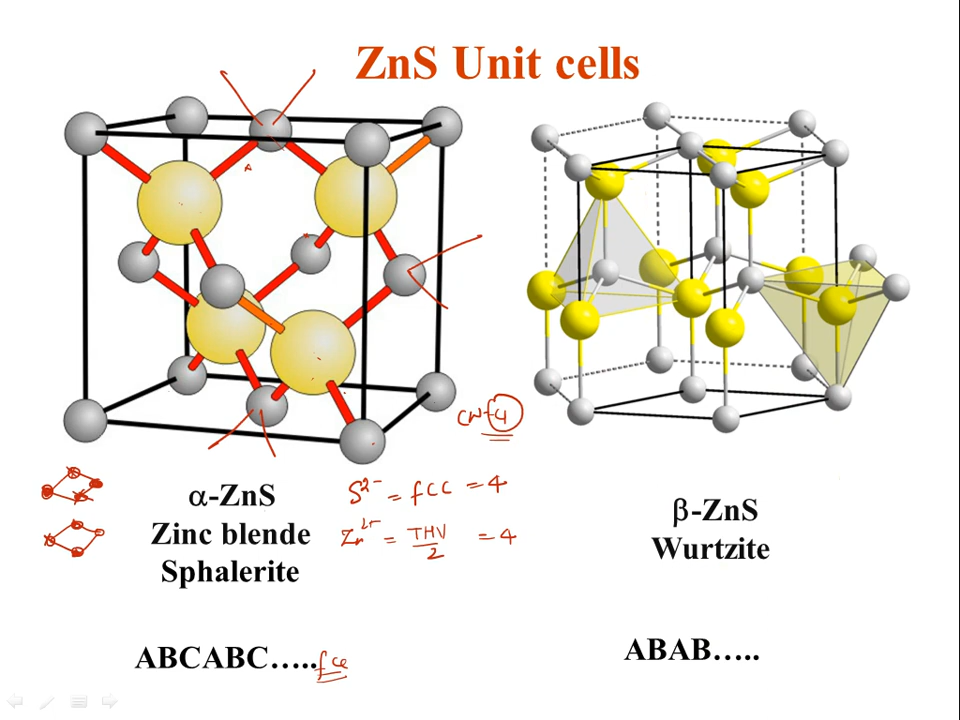 ZnS Unit cells
CN=4
α-ZnS
Zinc blende
Sphalerite
S²⁻ = fcc = 4
Zn²⁺ = THV/2 = 4
β-ZnS
Wurtzite
ABCABC….. fcc
ABAB…..